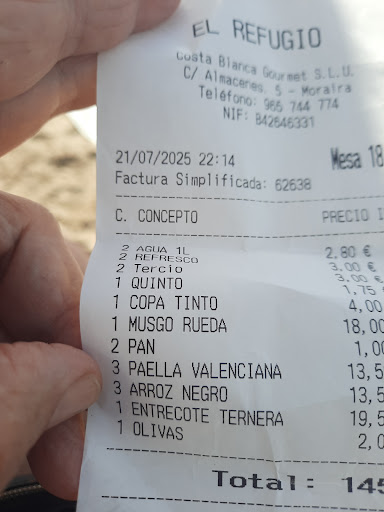 EL REFUGIO
Costa Blanca Gourmet S.L.U.
C/ Almacenes, 5 - Moraira
Teléfono: 965 744 774
NIF: B42646331
21/07/2025 22:14 Mesa 18
Factura Simplificada: 62638
C. CONCEPTO PRECIO I
2 AGUA 1L 2.80 €
2 REFRESCO 3,00 €
2 Tercio 3,00 €
1 QUINTO 1,75
1 COPA TINTO 4,00
1 MUSGO RUEDA 18,00
2 PAN 1,00
3 PAELLA VALENCIANA 13,5
3 ARROZ NEGRO 13,5
1 ENTRECOTE TERNERA 19,5
1 OLIVAS 2,0
Total: 145